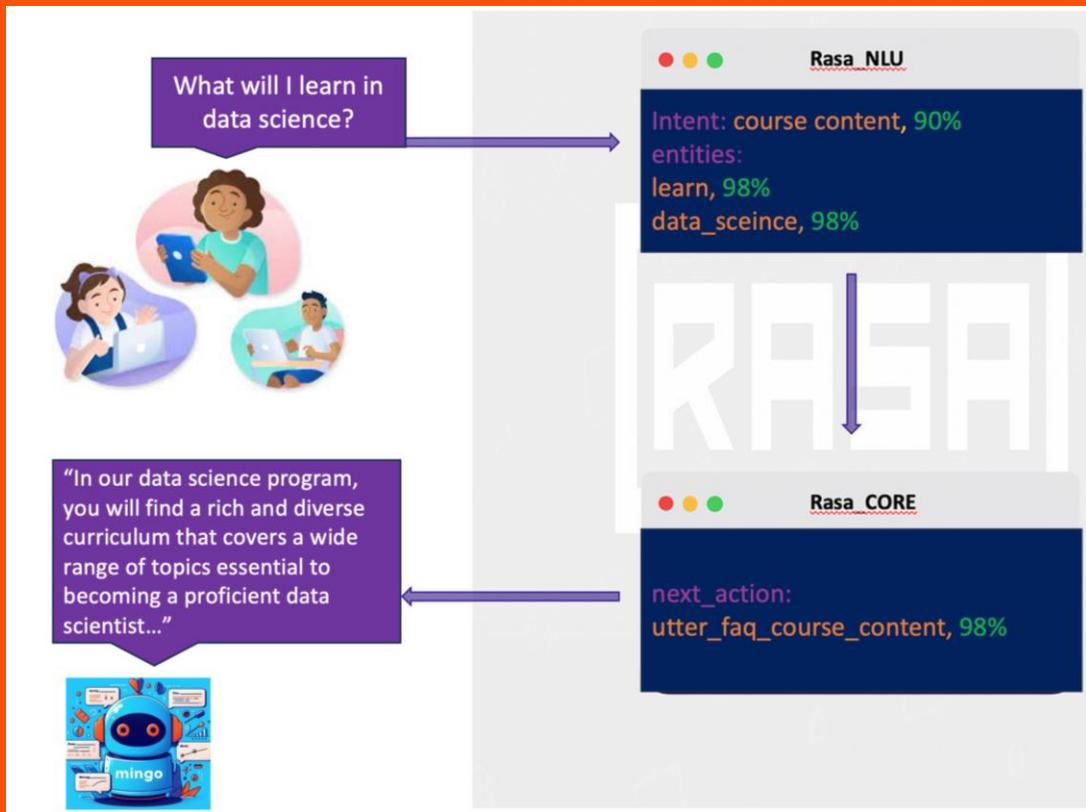 What will I learn in
data science?
Rasa_NLU
Intent: course content, 90%
entities:
learn, 98%
data_sceince, 98%
RASA
Rasa_CORE
next_action:
utter_faq_course_content, 98%
“In our data science program,
you will find a rich and diverse
curriculum that covers a wide
range of topics essential to
becoming a proficient data
scientist…”
mingo